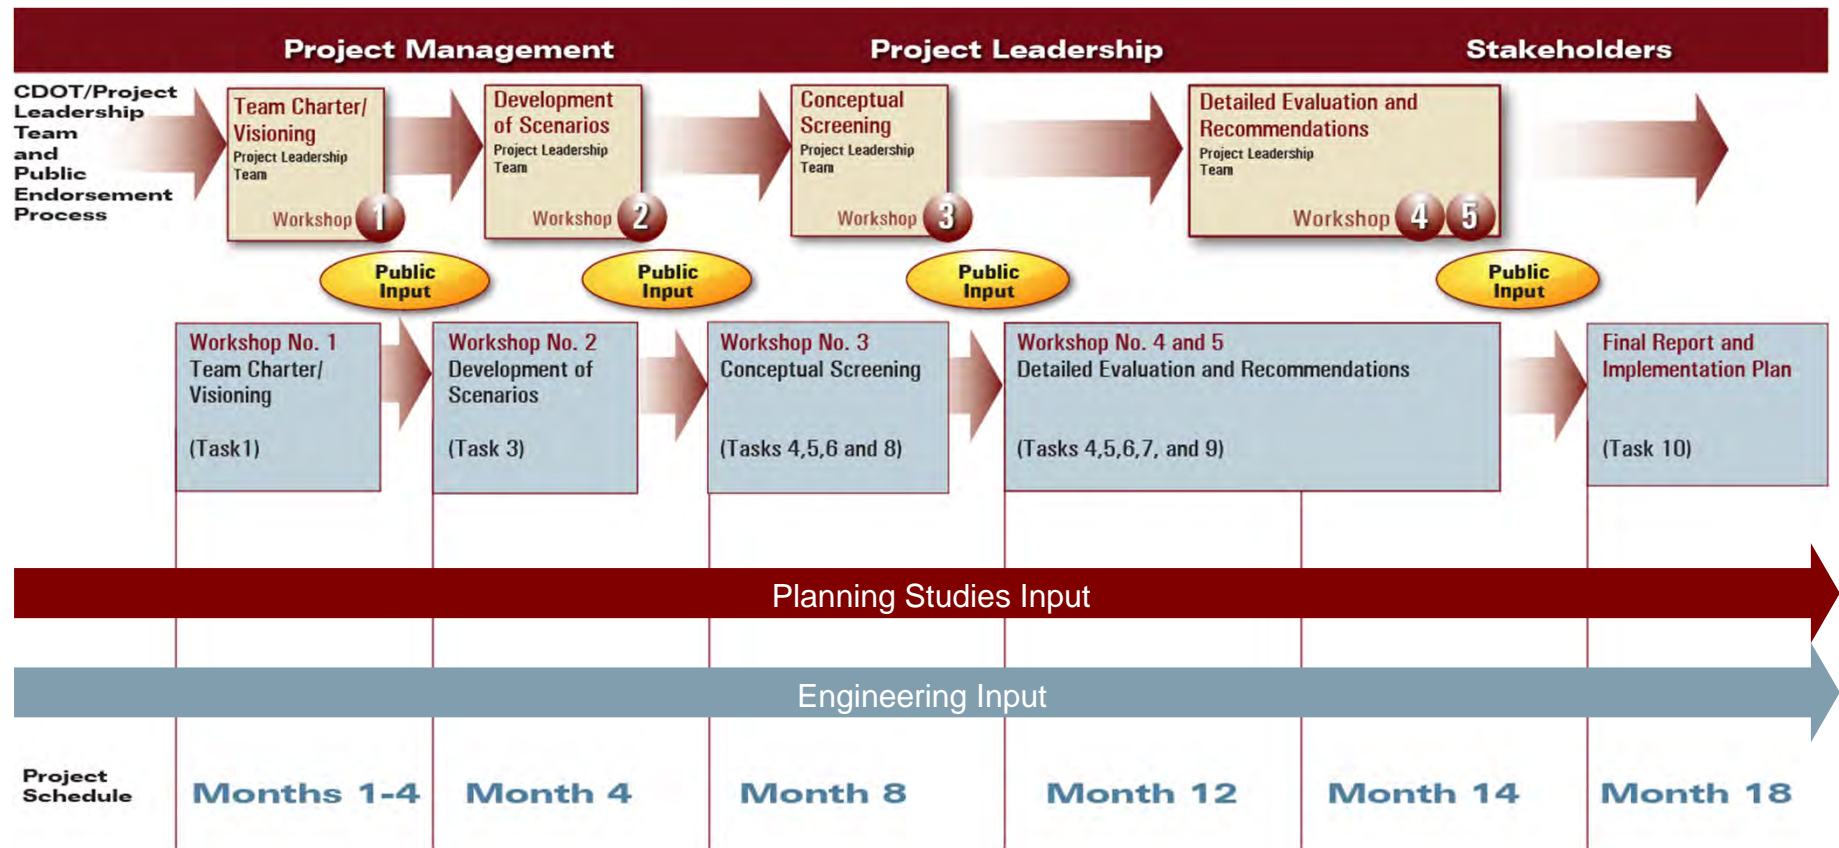 Project Management
Project Leadership
Stakeholders
CDOT/Project
Leadership
Team
and
Public
Endorsement
Process
Team Charter/
Visioning
Project Leadership
Team
Workshop 1
Development
of Scenarios
Project Leadership
Team
Workshop 2
Conceptual
Screening
Project Leadership
Team
Workshop 3
Detailed Evaluation and
Recommendations
Project Leadership
Team
Workshop 4 5
Public
Input
Public
Input
Public
Input
Public
Input
Workshop No. 1
Team Charter/
Visioning
(Task1)
Workshop No. 2
Development of
Scenarios
(Task 3)
Workshop No. 3
Conceptual Screening
(Tasks 4,5,6 and 8)
Workshop No. 4 and 5
Detailed Evaluation and Recommendations
(Tasks 4,5,6,7, and 9)
Final Report and
Implementation Plan
(Task 10)
Planning Studies Input
Engineering Input
Project
Schedule
Months 1-4
Month 4
Month 8
Month 12
Month 14
Month 18